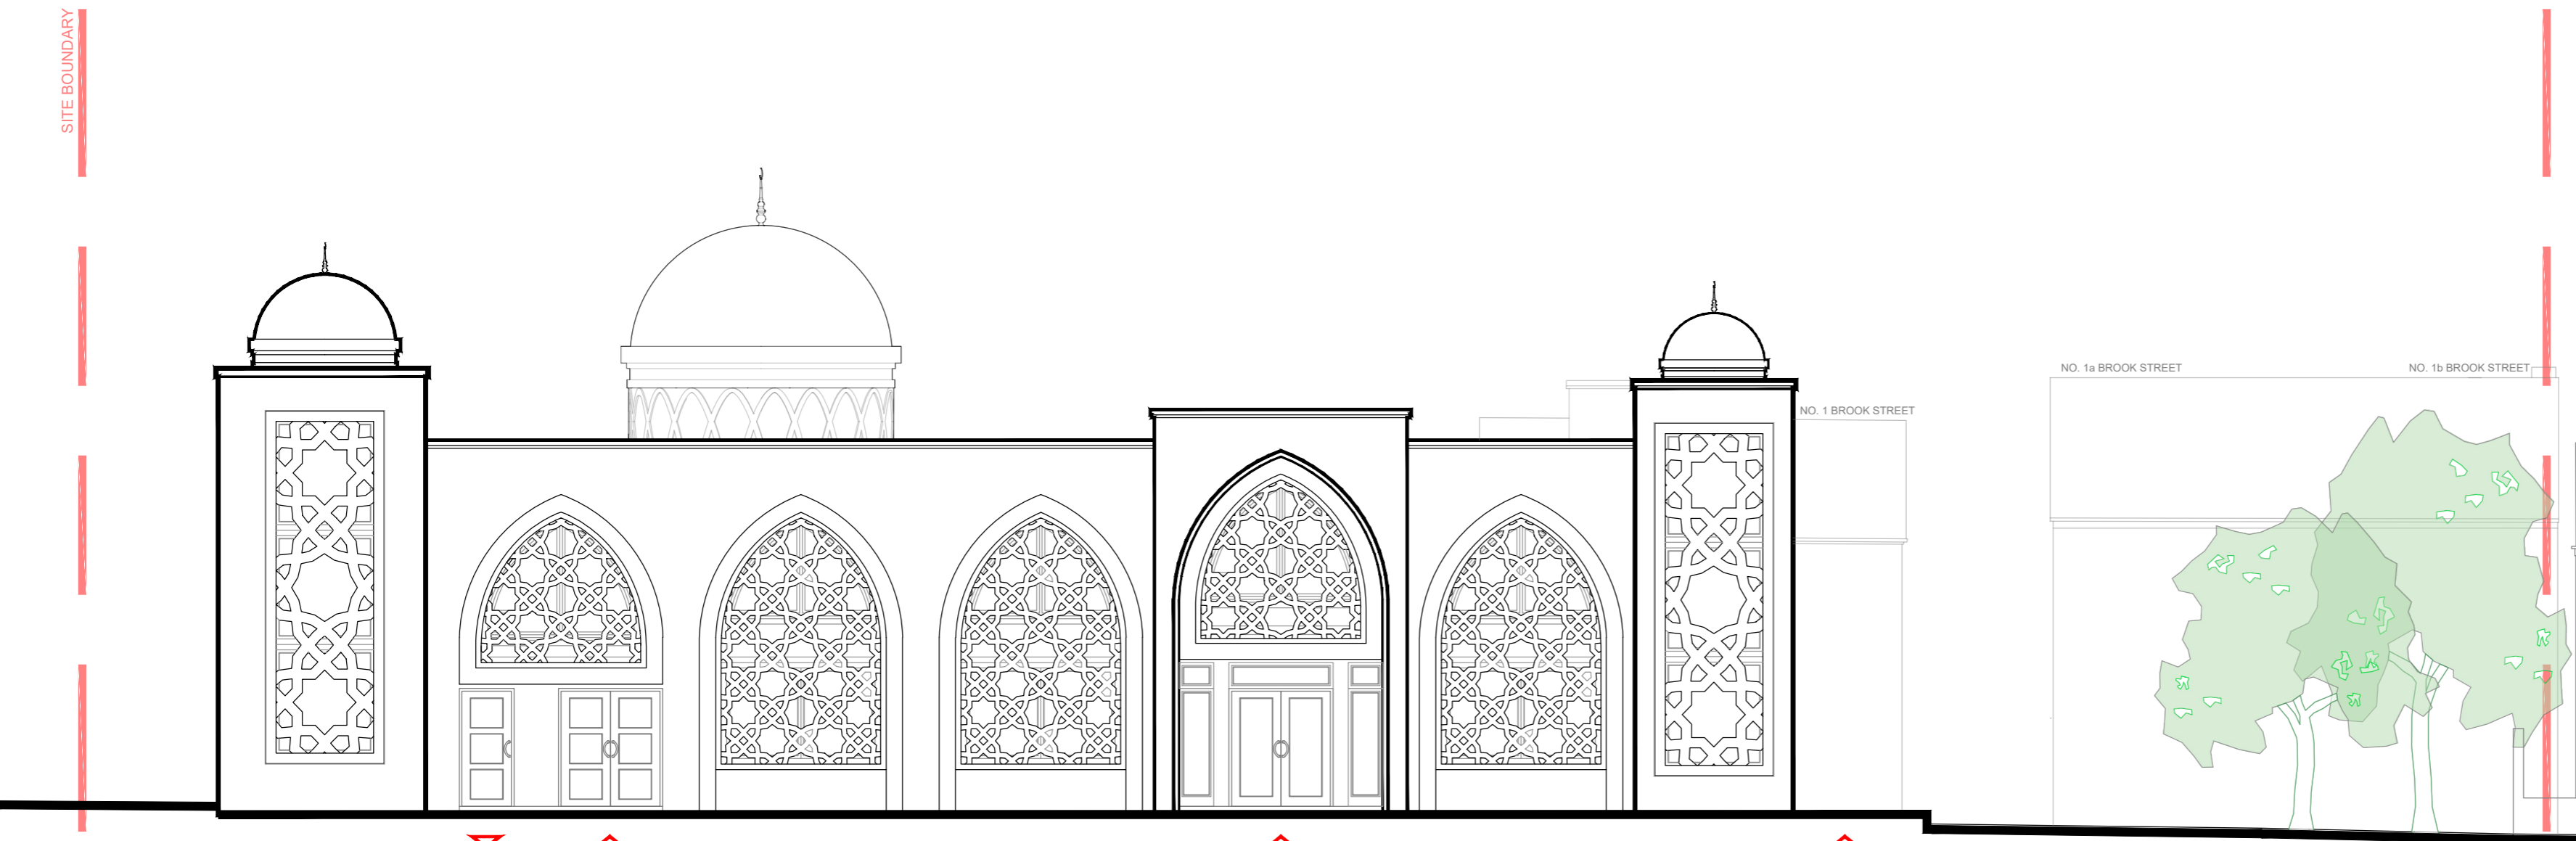 SITE BOUNDARY
NO. 1a BROOK STREET
NO. 1b BROOK STREET
NO. 1 BROOK STREET